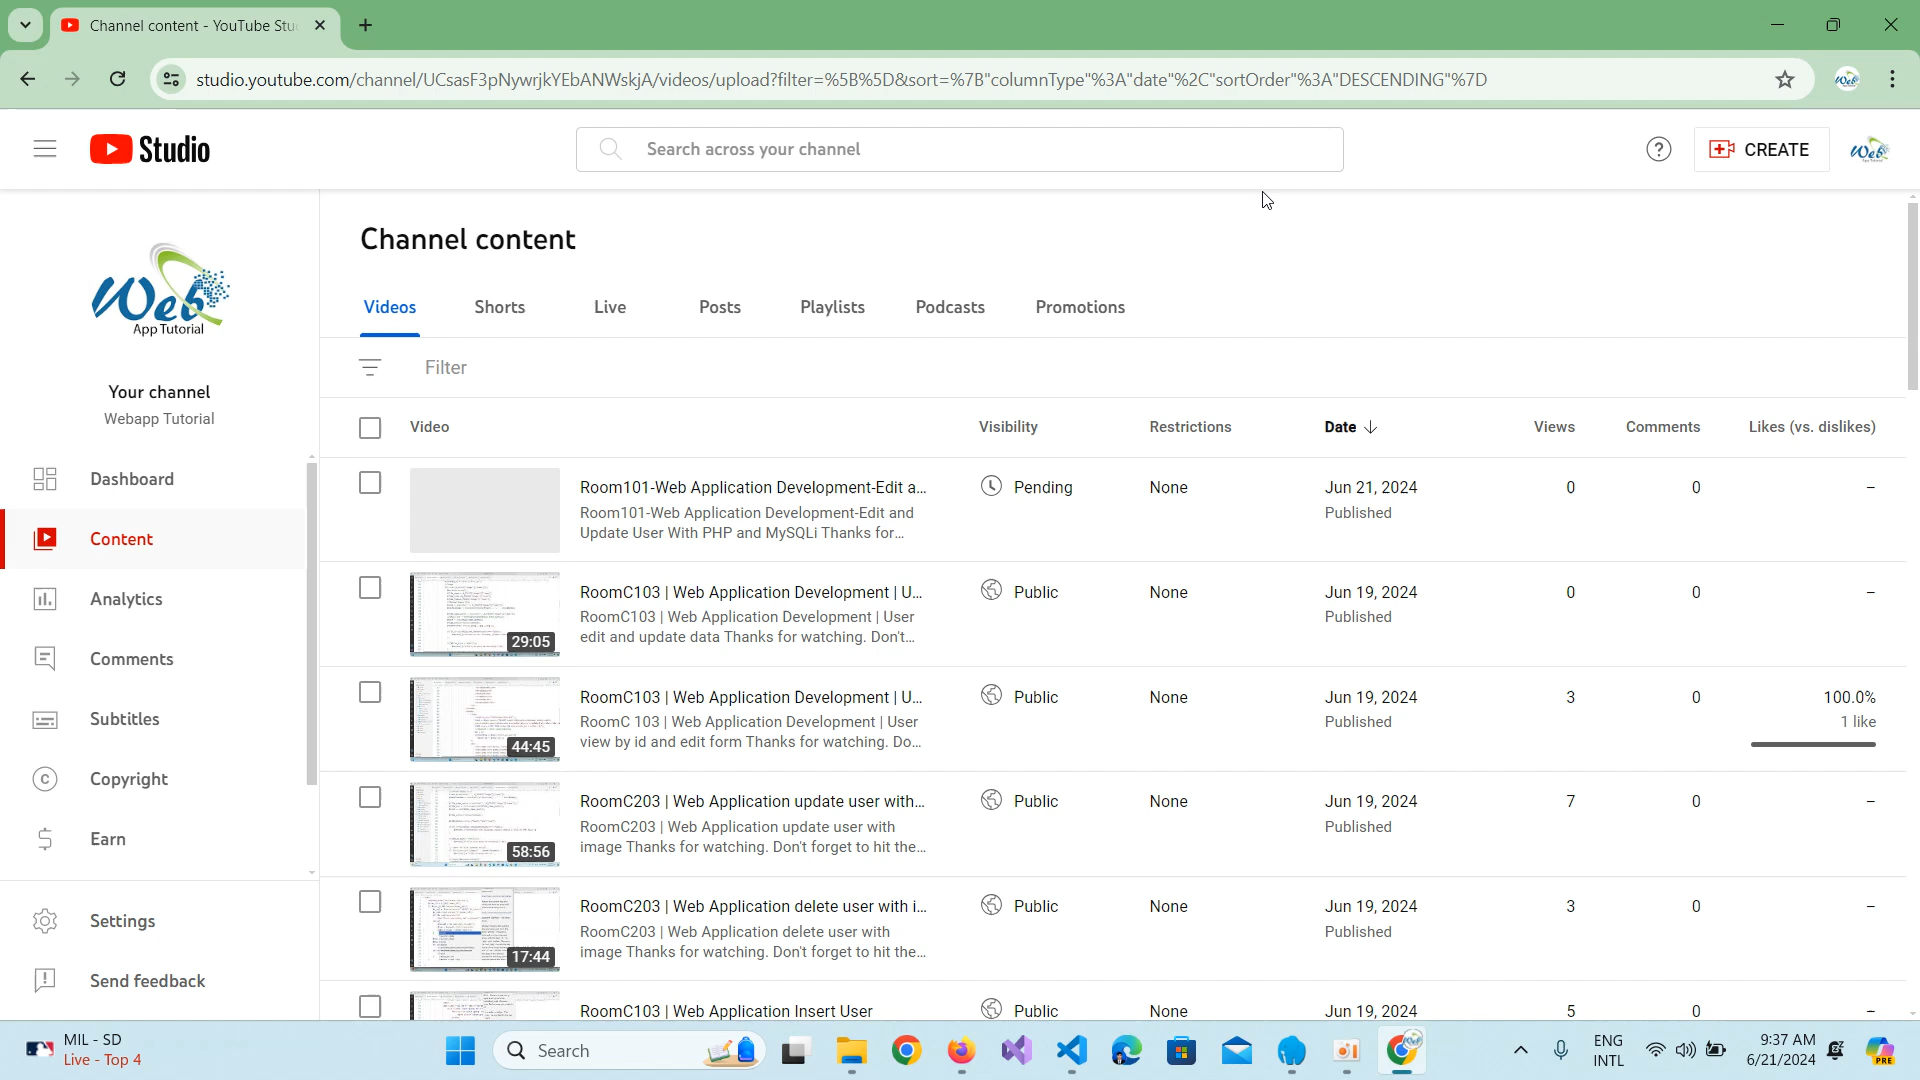 Channel content - YouTube Stu
studio.youtube.com/channel/UCsasF3pNywrjkYEbANWskjA/videos/upload?filter=%5B%5D&sort=%7B"columnType"%3A"date"%2C"sortOrder"%3A"DESCENDING"%7D
Studio
Search across your channel
CREATE
Web
App Tutorial
Your channel
Webapp Tutorial
Dashboard
Content
Analytics
Comments
Subtitles
Copyright
Earn
Settings
Send feedback
Channel content
Videos Shorts Live Posts Playlists Podcasts Promotions
Filter
Video Visibility Restrictions Date Views Comments Likes (vs. dislikes)
Room101-Web Application Development-Edit a... Pending None Jun 21, 2024 0 0 –
Room101-Web Application Development-Edit and Published
Update User With PHP and MySQLi Thanks for...
RoomC103 | Web Application Development | U... Public None Jun 19, 2024 0 0 –
RoomC103 | Web Application Development | User Published
edit and update data Thanks for watching. Don't...
29:05
RoomC103 | Web Application Development | U... Public None Jun 19, 2024 3 0 100.0%
RoomC 103 | Web Application Development | User Published 1 like
view by id and edit form Thanks for watching. Do...
44:45
RoomC203 | Web Application update user with... Public None Jun 19, 2024 7 0 –
RoomC203 | Web Application update user with Published
image Thanks for watching. Don't forget to hit the...
58:56
RoomC203 | Web Application delete user with i... Public None Jun 19, 2024 3 0 –
RoomC203 | Web Application delete user with Published
image Thanks for watching. Don't forget to hit the...
17:44
RoomC103 | Web Application Insert User Public None Jun 19, 2024 5 0 –
MIL - SD
Live - Top 4
Search
ENG
INTL
9:37 AM
6/21/2024
PRE